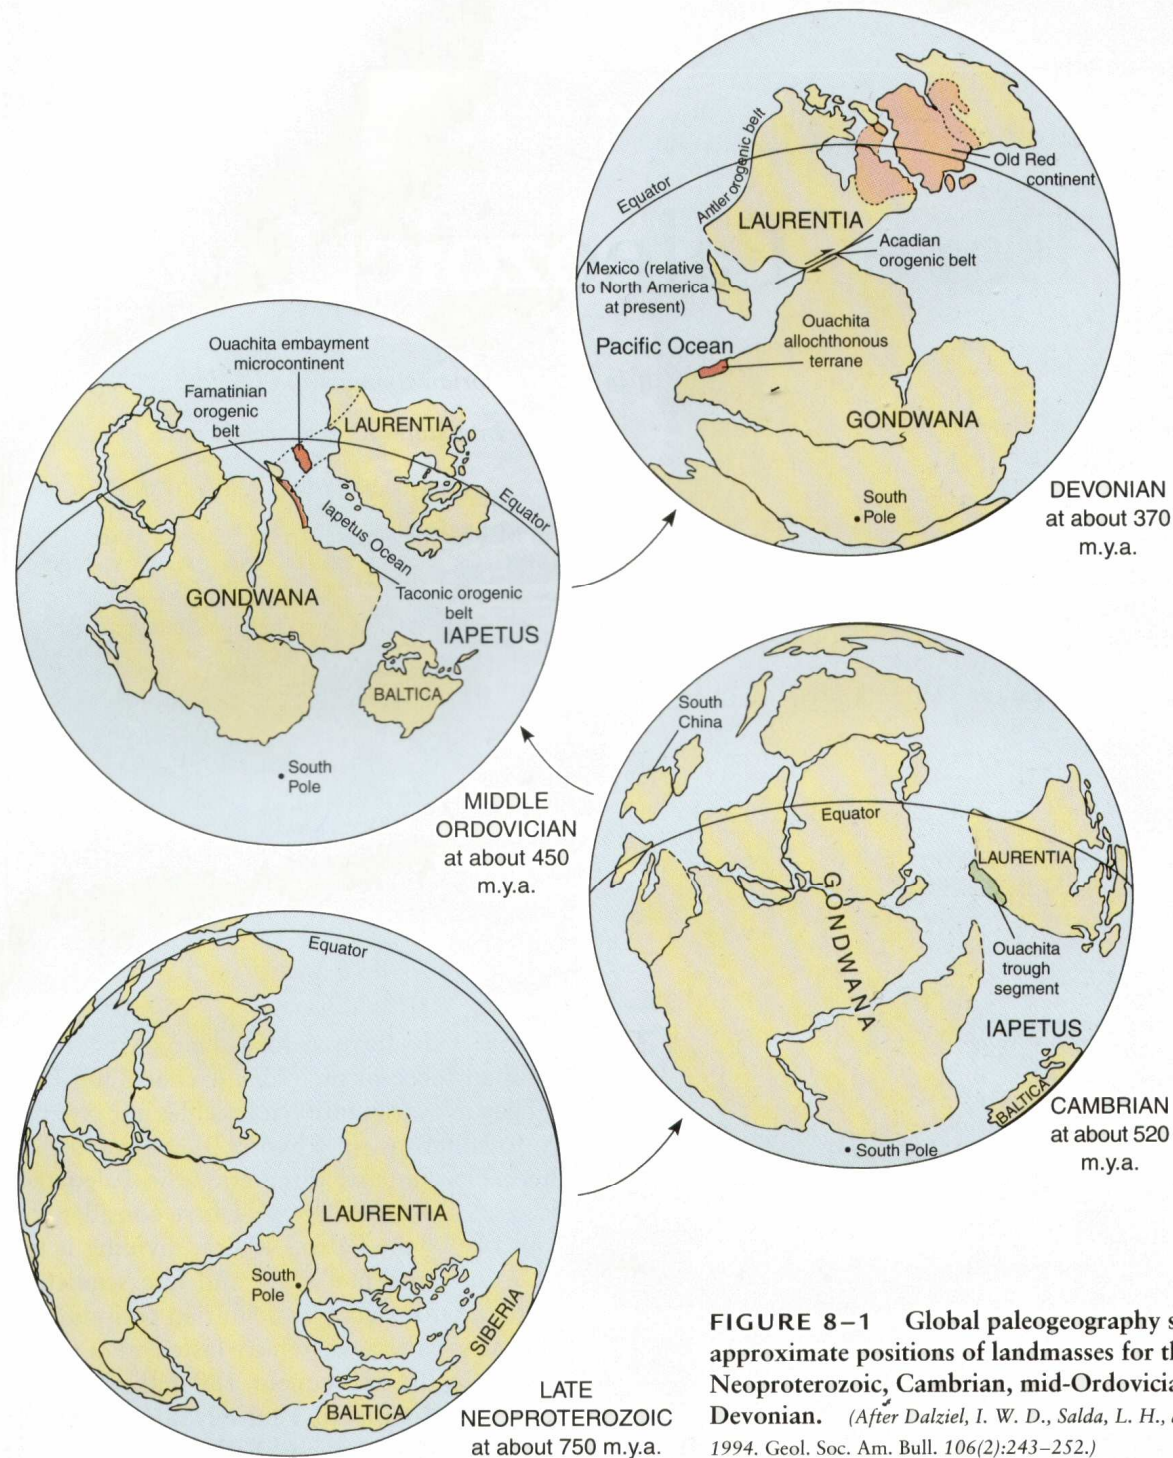 Equator
Antler orogenic belt
LAURENTIA
Old Red
continent
Acadian
orogenic belt
Mexico (relative
to North America
at present)
Ouachita
allochthonous
terrane
Pacific Ocean
GONDWANA
South
Pole
DEVONIAN
at about 370
m.y.a.
Ouachita embayment
microcontinent
Famatinian
orogenic
belt
LAURENTIA
Iapetus Ocean
Equator
GONDWANA
Taconic orogenic
belt
IAPETUS
BALTICA
South
Pole
MIDDLE
ORDOVICIAN
at about 450
m.y.a.
South
China
Equator
LAURENTIA
GONDWANA
Ouachita
trough
segment
IAPETUS
BALTICA
South Pole
CAMBRIAN
at about 520
m.y.a.
Equator
LAURENTIA
South
Pole
SIBERIA
BALTICA
LATE
NEOPROTEROZOIC
at about 750 m.y.a.
FIGURE 8–1 Global paleogeography
approximate positions of landmasses for
Neoproterozoic, Cambrian,
Devonian. (After Dalziel, I. W. D., Salda, L. H.,
1994. Geol. Soc. Am. Bull. 106(2):243–252.)